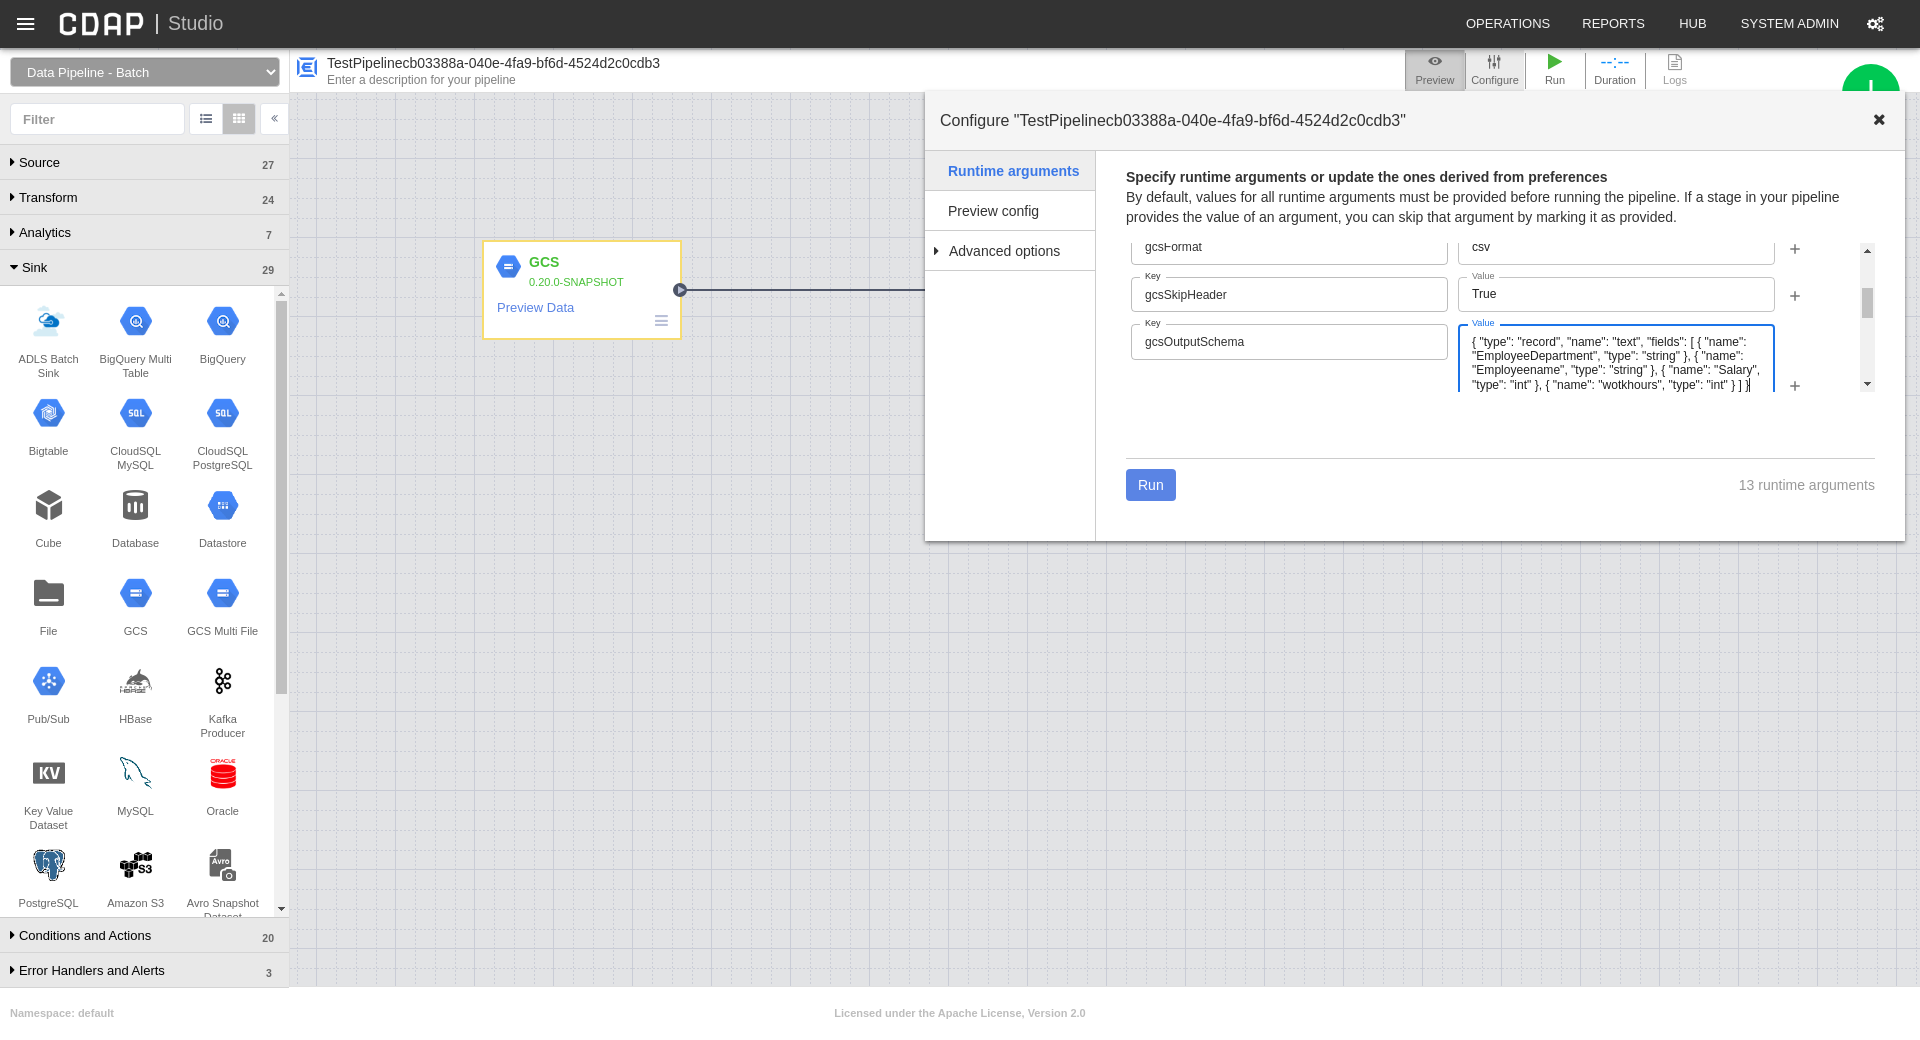 CDAP | Studio
OPERATIONS
REPORTS
HUB
SYSTEM ADMIN
Data Pipeline - Batch
TestPipelinecb03388a-040e-4fa9-bf6d-4524d2c0cdb3
Enter a description for your pipeline
Preview
Configure
Run
--:--
Duration
Logs
Filter
Source
27
Transform
24
Analytics
7
Sink
29
ADLS Batch
Sink
BigQuery Multi
Table
BigQuery
SQL
SQL
Bigtable
CloudSQL
MySQL
CloudSQL
PostgreSQL
Cube
Database
Datastore
File
GCS
GCS Multi File
HBASE
Pub/Sub
HBase
Kafka
Producer
KV
ORACLE
Key Value
Dataset
MySQL
Oracle
S3
Avro
PostgreSQL
Amazon S3
Avro Snapshot
Dataset
Conditions and Actions
20
Error Handlers and Alerts
3
GCS
0.20.0-SNAPSHOT
Preview Data
Configure "TestPipelinecb03388a-040e-4fa9-bf6d-4524d2c0cdb3"
Runtime arguments
Preview config
Advanced options
Specify runtime arguments or update the ones derived from preferences
By default, values for all runtime arguments must be provided before running the pipeline. If a stage in your pipeline
provides the value of an argument, you can skip that argument by marking it as provided.
gcsFormat
csv
Key
gcsSkipHeader
Value
True
Key
gcsOutputSchema
Value
{ "type": "record", "name": "text", "fields": [ { "name":
"EmployeeDepartment", "type": "string" }, { "name":
"Employeename", "type": "string" }, { "name": "Salary",
"type": "int" }, { "name": "wotkhours", "type": "int" } ] }
Run
13 runtime arguments
Namespace: default
Licensed under the Apache License, Version 2.0